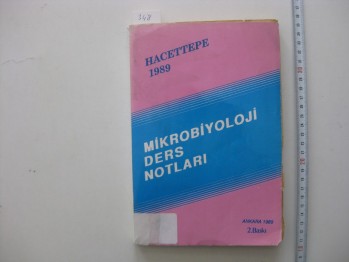 HACETTEPE
1989
MİKROBİYOLOJİ
DERS
NOTLARI
ANKARA 1989
2.Baskı